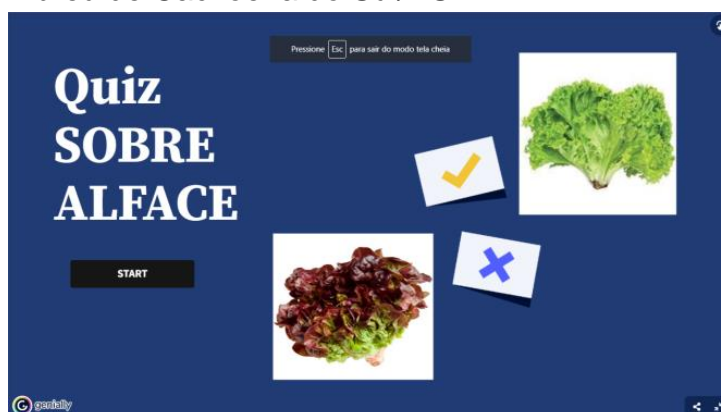 Pressione Esc para sair do modo tela cheia
Quiz
SOBRE
ALFACE
START
genially